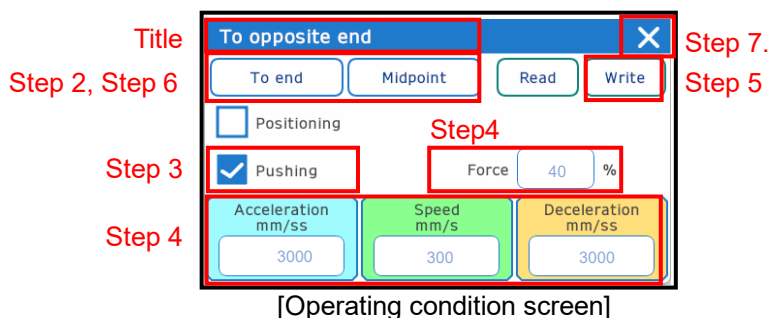 Title
To opposite end
Step 7.
Step 2, Step 6
To end
Midpoint
Read
Write
Step 5
Positioning
Step4
Step 3
Pushing
Force
40
%
Step 4
Acceleration
mm/ss
3000
Speed
mm/s
300
Deceleration
mm/ss
3000
[Operating condition screen]